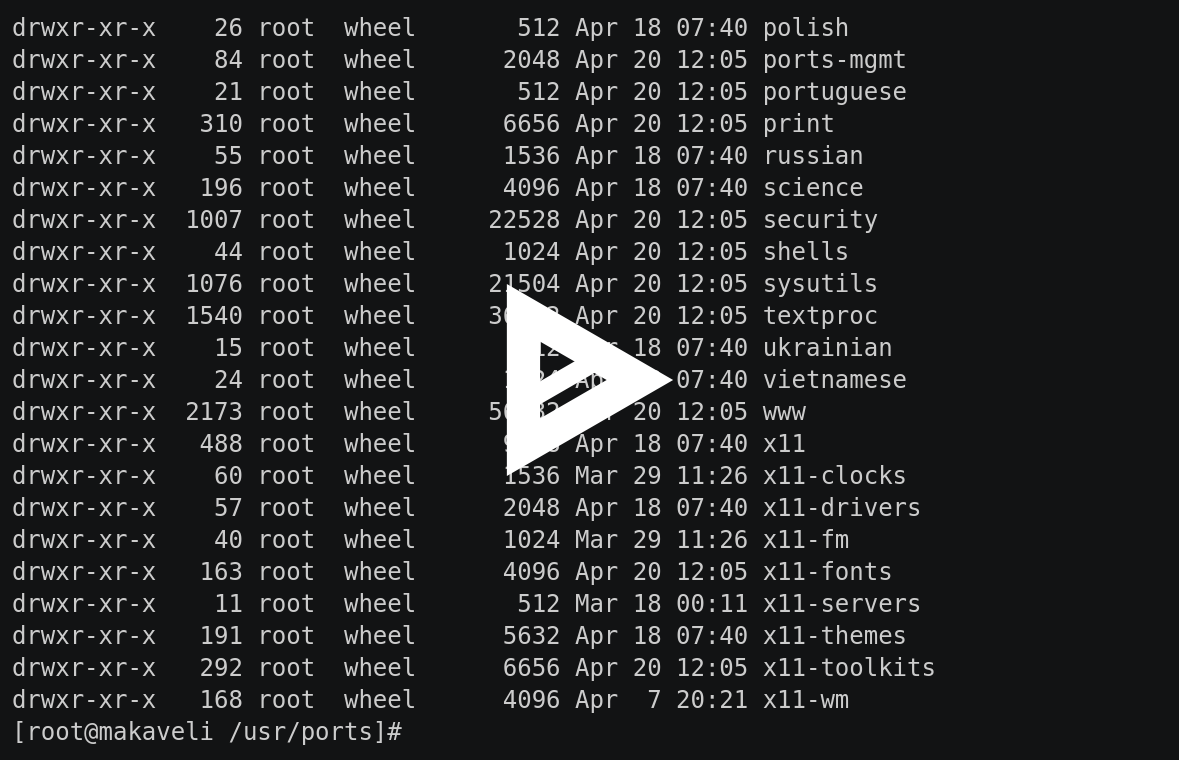 drwxr-xr-x    26 root  wheel       512 Apr 18 07:40 polish
drwxr-xr-x    84 root  wheel      2048 Apr 20 12:05 ports-mgmt
drwxr-xr-x    21 root  wheel       512 Apr 20 12:05 portuguese
drwxr-xr-x   310 root  wheel      6656 Apr 20 12:05 print
drwxr-xr-x    55 root  wheel      1536 Apr 18 07:40 russian
drwxr-xr-x   196 root  wheel      4096 Apr 18 07:40 science
drwxr-xr-x  1007 root  wheel     22528 Apr 20 12:05 security
drwxr-xr-x    44 root  wheel      1024 Apr 20 12:05 shells
drwxr-xr-x  1076 root  wheel     21504 Apr 20 12:05 sysutils
drwxr-xr-x  1540 root  wheel           Apr 20 12:05 textproc
drwxr-xr-x    15 root  wheel               18 07:40 ukrainian
drwxr-xr-x    24 root  wheel                  07:40 vietnamese
drwxr-xr-x  2173 root  wheel               20 12:05 www
drwxr-xr-x   488 root  wheel           Apr 18 07:40 x11
drwxr-xr-x    60 root  wheel      1536 Mar 29 11:26 x11-clocks
drwxr-xr-x    57 root  wheel      2048 Apr 18 07:40 x11-drivers
drwxr-xr-x    40 root  wheel      1024 Mar 29 11:26 x11-fm
drwxr-xr-x   163 root  wheel      4096 Apr 20 12:05 x11-fonts
drwxr-xr-x    11 root  wheel       512 Mar 18 00:11 x11-servers
drwxr-xr-x   191 root  wheel      5632 Apr 18 07:40 x11-themes
drwxr-xr-x   292 root  wheel      6656 Apr 20 12:05 x11-toolkits
drwxr-xr-x   168 root  wheel      4096 Apr  7 20:21 x11-wm
[root@makaveli /usr/ports]#